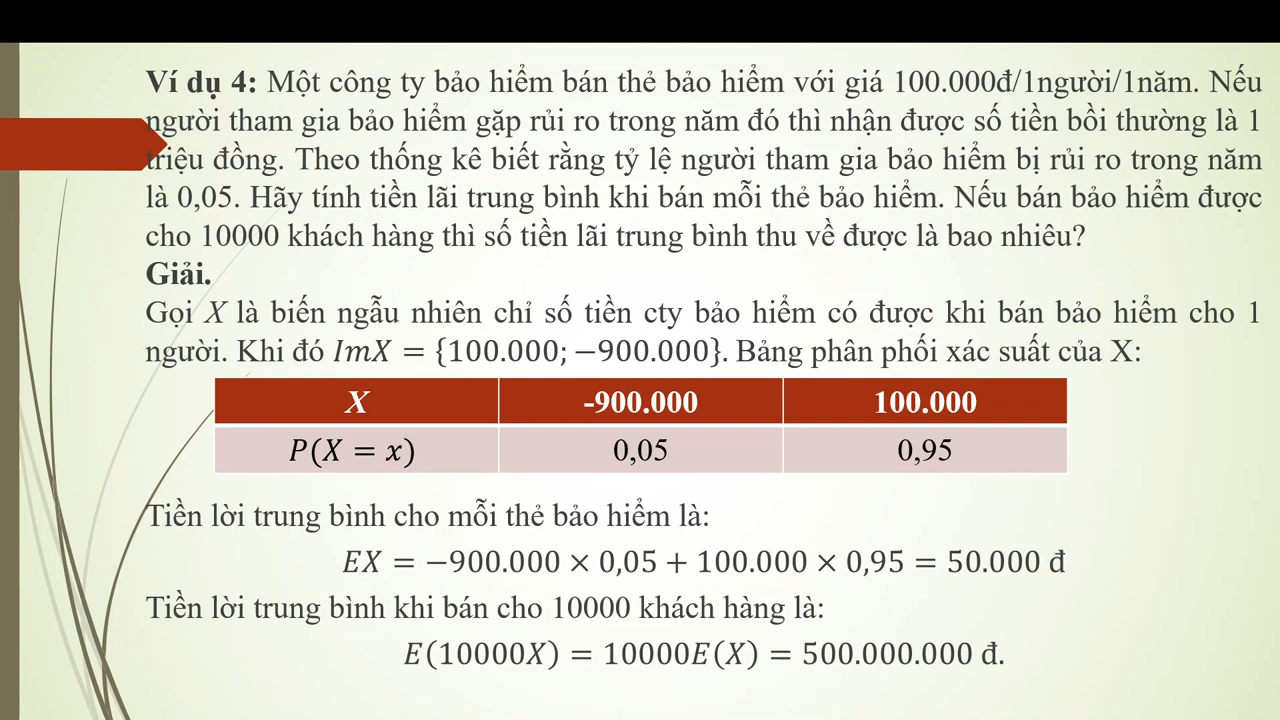 Ví dụ 4: Một công ty bảo hiểm bán thẻ bảo hiểm với giá 100.000đ/1người/1năm. Nếu
người tham gia bảo hiểm gặp rủi ro trong năm đó thì nhận được số tiền bồi thường là 1
triệu đồng. Theo thống kê biết rằng tỷ lệ người tham gia bảo hiểm bị rủi ro trong năm
là 0,05. Hãy tính tiền lãi trung bình khi bán mỗi thẻ bảo hiểm. Nếu bán bảo hiểm được
cho 10000 khách hàng thì số tiền lãi trung bình thu về được là bao nhiêu?
Giải.
Gọi X là biến ngẫu nhiên chỉ số tiền cty bảo hiểm có được khi bán bảo hiểm cho 1
người. Khi đó ImX = {100.000; −900.000}. Bảng phân phối xác suất của X:
X -900.000 100.000
P(X = x) 0,05 0,95
Tiền lời trung bình cho mỗi thẻ bảo hiểm là:
EX = −900.000 × 0,05 + 100.000 × 0,95 = 50.000 đ
Tiền lời trung bình khi bán cho 10000 khách hàng là:
E(10000X) = 10000E(X) = 500.000.000 đ.